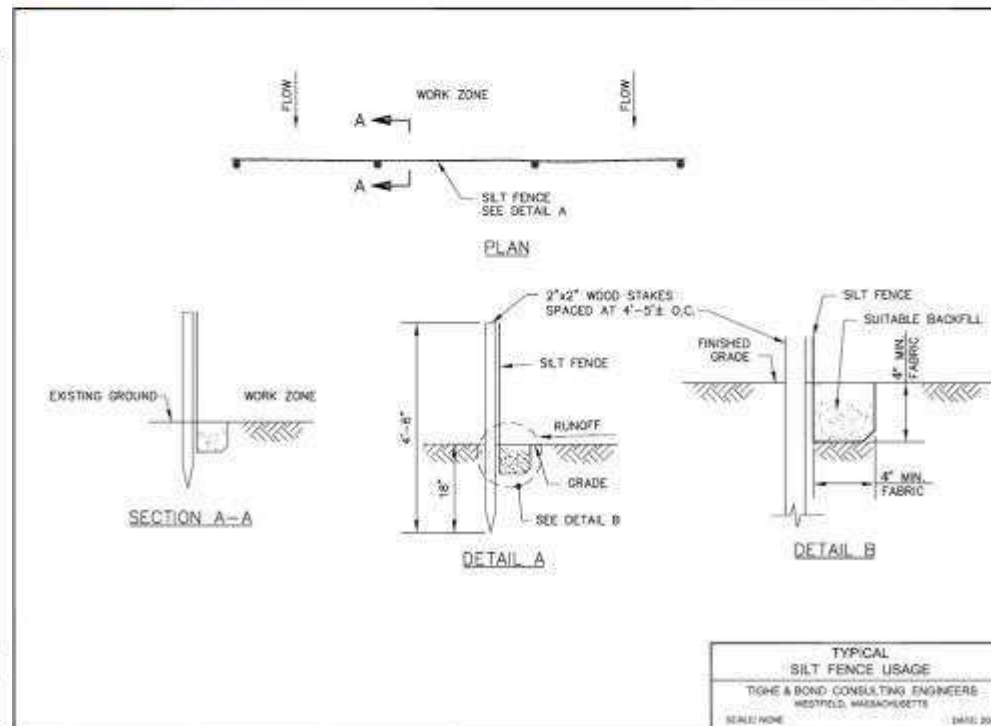 FLOW
WORK ZONE
FLOW
A
A
SILT FENCE
SEE DETAIL A
PLAN
2"x2" WOOD STAKES
SPACED AT 4'-5'± O.C.
SILT FENCE
SUITABLE BACKFILL
FINISHED
GRADE
4" MIN.
FABRIC
SILT FENCE
EXISTING GROUND
WORK ZONE
RUNOFF
4'-6"
18"
GRADE
4" MIN.
FABRIC
SEE DETAIL B
SECTION A-A
DETAIL A
DETAIL B
TYPICAL
SILT FENCE USAGE
TIGHE & BOND CONSULTING ENGINEERS
WESTFIELD, MASSACHUSETTS
SCALE: NONE
DATE: